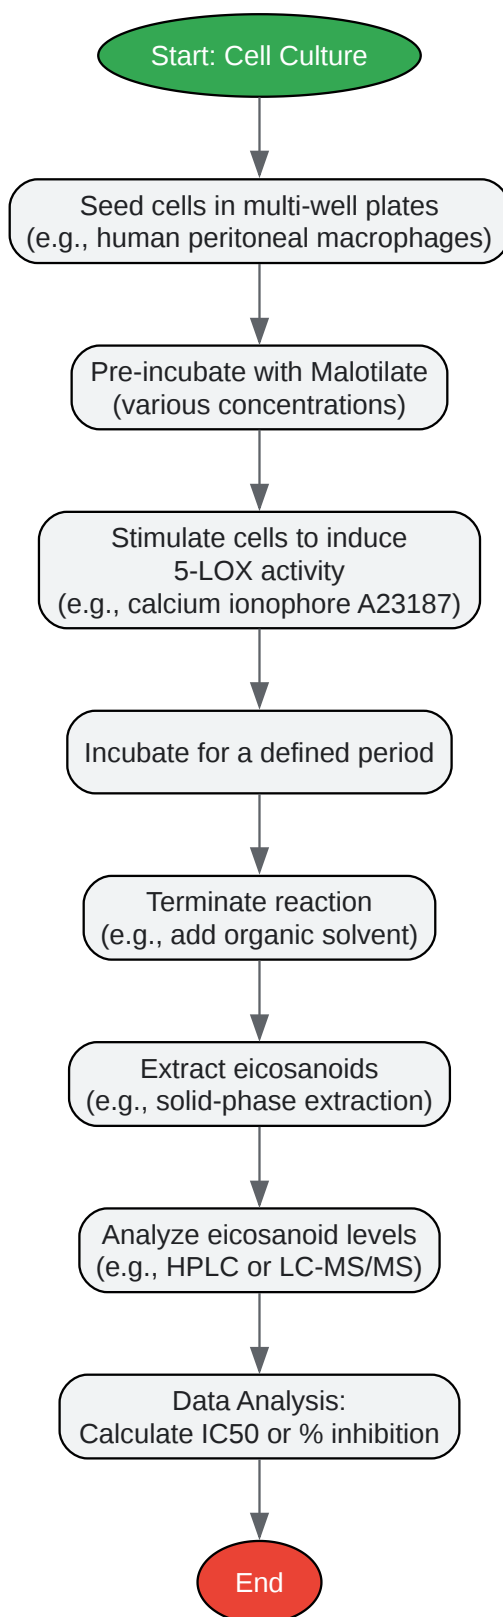 Start: Cell Culture
Seed cells in multi-well plates
(e.g., human peritoneal macrophages)
Pre-incubate with Malotilate
(various concentrations)
Stimulate cells to induce
5-LOX activity
(e.g., calcium ionophore A23187)
Incubate for a defined period
Terminate reaction
(e.g., add organic solvent)
Extract eicosanoids
(e.g., solid-phase extraction)
Analyze eicosanoid levels
(e.g., HPLC or LC-MS/MS)
Data Analysis:
Calculate IC50 or % inhibition
End